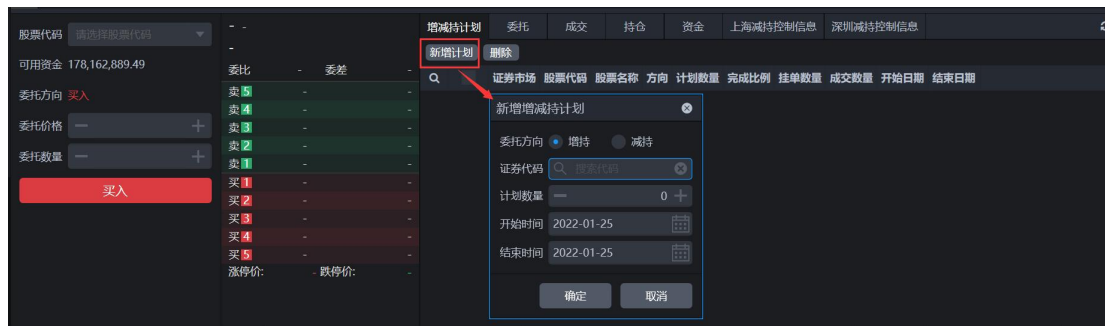 股票代码 请选择股票代码
可用资金 178,162,889.49
委托方向 买入
委托价格
委托数量
买入
- -
-
委比 - 委差 -
卖5 - -
卖4 - -
卖3 - -
卖2 - -
卖1 - -
买1 - -
买2 - -
买3 - -
买4 - -
买5 - -
涨停价: - 跌停价: -
增减持计划 委托 成交 持仓 资金 上海减持控制信息 深圳减持控制信息
新增计划 删除
证券市场 股票代码 股票名称 方向 计划数量 完成比例 挂单数量 成交数量 开始日期 结束日期
新增增减持计划
委托方向 增持 减持
证券代码 搜索代码
计划数量 0
开始时间 2022-01-25
结束时间 2022-01-25
确定 取消